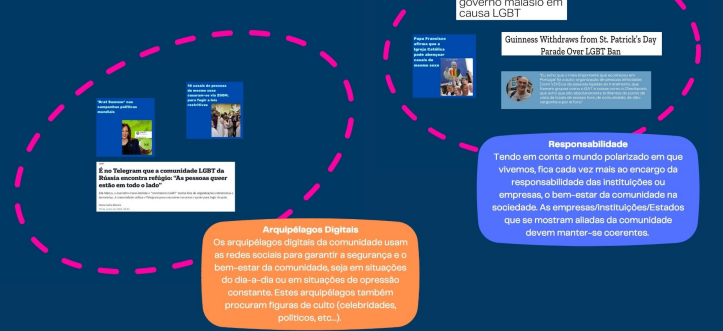 governo malásio em
causa LGBT
Papa Francisco
afirma que a
Igreja Católica
pode abençoar
casais do
mesmo sexo
Guinness Withdraws from St. Patrick's Day
Parade Over LGBT Ban
Responsabilidade
Tendo em conta o mundo polarizado em que
vivemos, fica cada vez mais ao encargo da
responsabilidade das instituições ou
empresas, o bem-estar da comunidade na
sociedade. As empresas/Instituições/Estados
que se mostram aliadas da comunidade
devem manter-se coerentes.
10 casais de pessoas
do mesmo sexo
casaram-se via ZOOM,
para fugir a leis
restritivas
"Brat Summer" nas
campanhas políticas
mundiais
É no Telegram que a comunidade LGBT da
Rússia encontra refúgio: "As pessoas queer
estão em todo o lado"
Arquipélagos Digitais
Os arquipélagos digitais da comunidade usam
as redes sociais para garantir a segurança e o
bem-estar da comunidade, seja em situações
do dia-a-dia ou em situações de opressão
constante. Estes arquipélagos também
procuram figuras de culto (celebridades,
políticos, etc...).